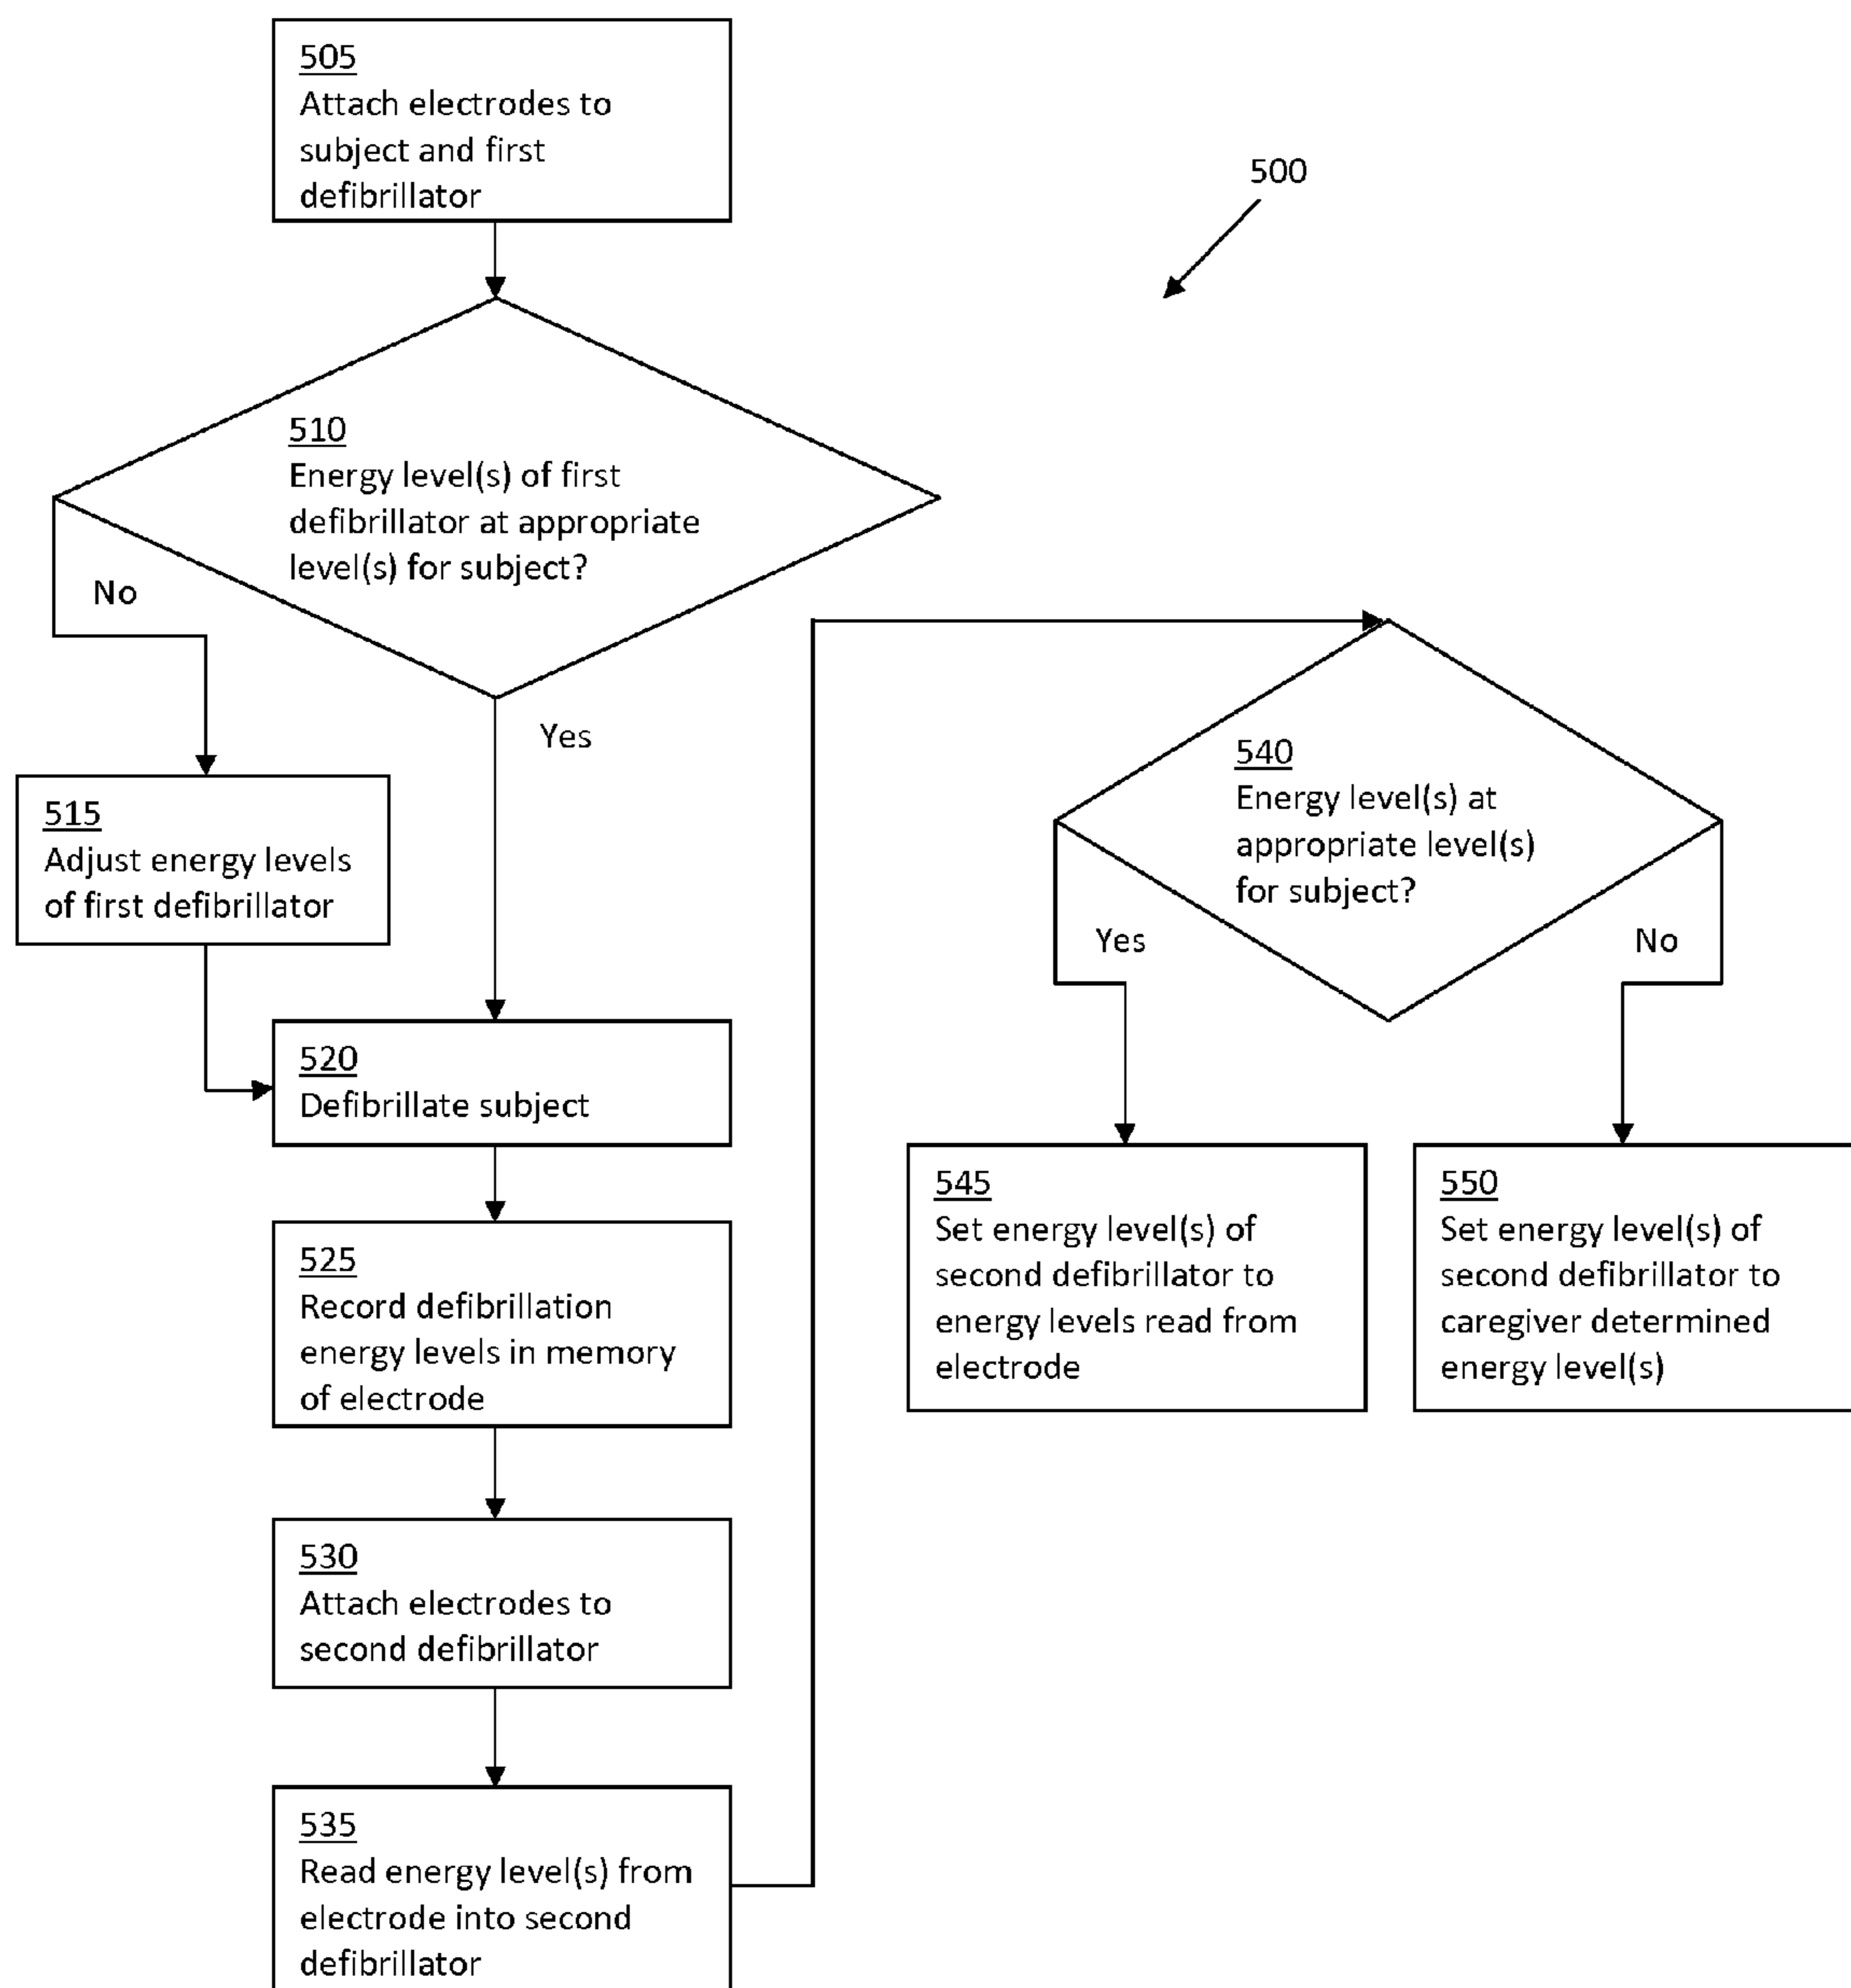 505
Attach electrodes to
subject and first
defibrillator
500
510
Energy level(s) of first
defibrillator at appropriate
level(s) for subject?
No
Yes
515
Adjust energy levels
of first defibrillator
520
Defibrillate subject
525
Record defibrillation
energy levels in memory
of electrode
530
Attach electrodes to
second defibrillator
535
Read energy level(s) from
electrode into second
defibrillator
540
Energy level(s) at
appropriate level(s)
for subject?
Yes
No
545
Set energy level(s) of
second defibrillator to
energy levels read from
electrode
550
Set energy level(s) of
second defibrillator to
caregiver determined
energy level(s)